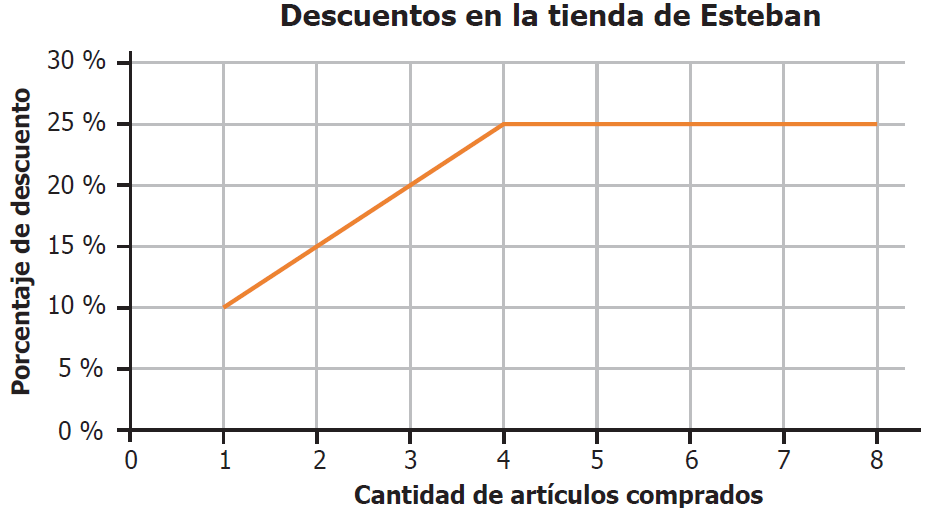 Descuentos en la tienda de Esteban
Porcentaje de descuento
30 %
25 %
20 %
15 %
10 %
5 %
0 %
0 1 2 3 4 5 6 7 8
Cantidad de artículos comprados